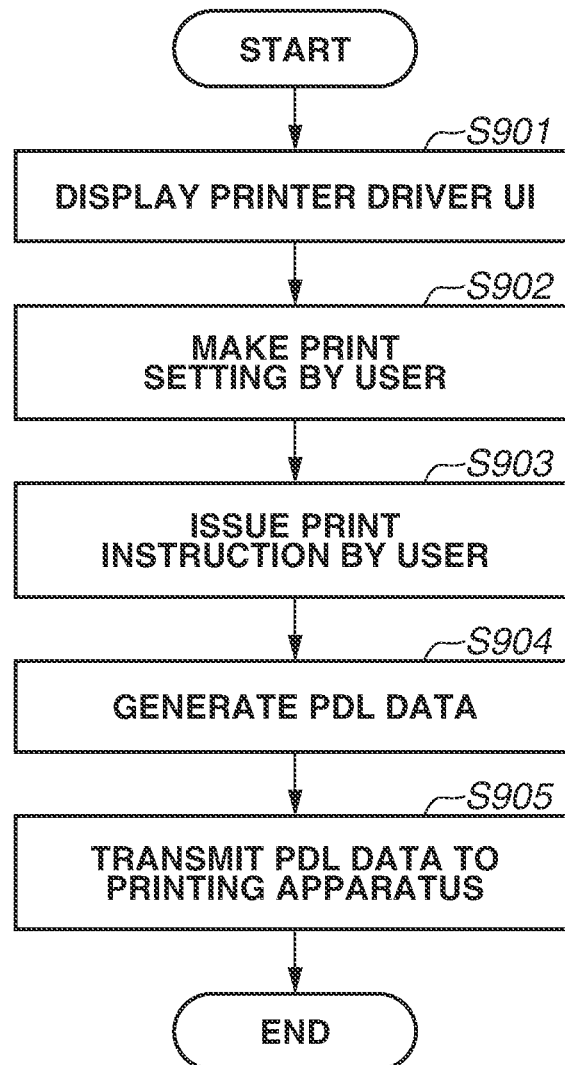 START
S901
DISPLAY PRINTER DRIVER UI
S902
MAKE PRINT
SETTING BY USER
S903
ISSUE PRINT
INSTRUCTION BY USER
S904
GENERATE PDL DATA
S905
TRANSMIT PDL DATA TO
PRINTING APPARATUS
END